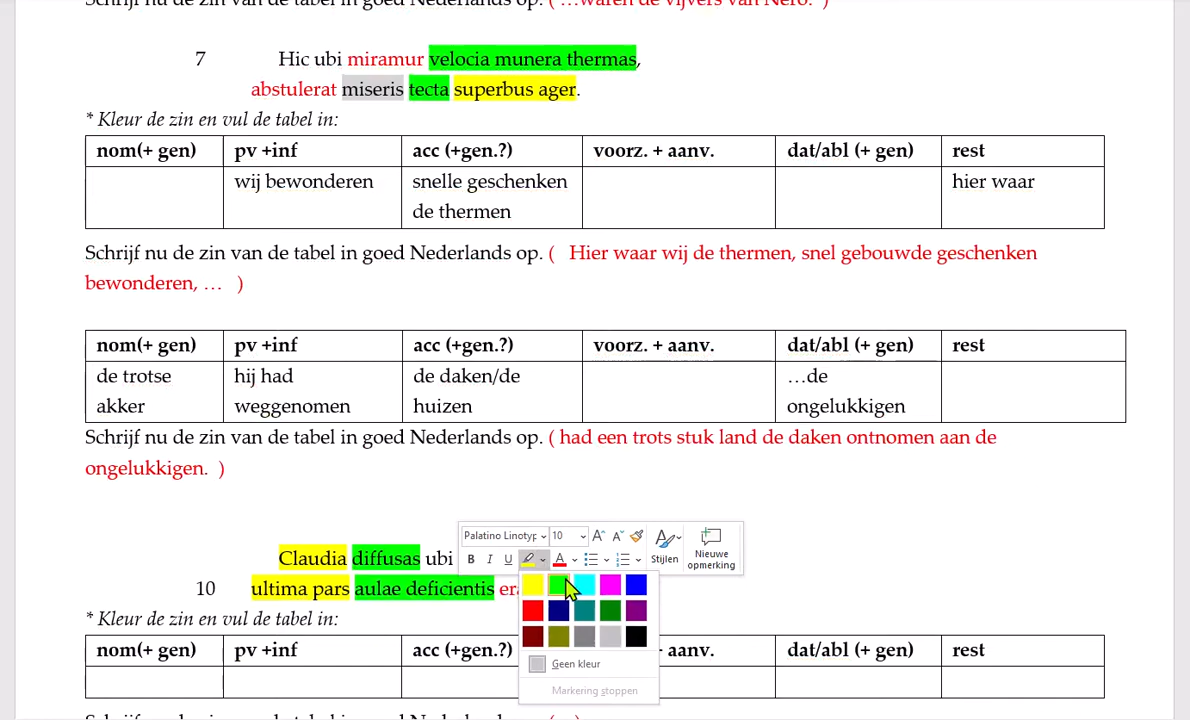 Schrijf nu de zin van de tabel in goed Nederlands op. ( …waren de vijvers van Nero. )
7 Hic ubi miramur velocia munera thermas,
abstulerat miseris tecta superbus ager.
* Kleur de zin en vul de tabel in:
nom(+ gen) pv +inf acc (+gen.?) voorz. + aanv. dat/abl (+ gen) rest
wij bewonderen snelle geschenken hier waar
de thermen
Schrijf nu de zin van de tabel in goed Nederlands op. ( Hier waar wij de thermen, snel gebouwde geschenken
bewonderen, … )
nom(+ gen) pv +inf acc (+gen.?) voorz. + aanv. dat/abl (+ gen) rest
de trotse hij had de daken/de …de
akker weggenomen huizen ongelukkigen
Schrijf nu de zin van de tabel in goed Nederlands op. ( had een trots stuk land de daken ontnomen aan de
ongelukkigen. )
Palatino Linotyp 10 A A
B I U A Stijlen Nieuwe
opmerking
Claudia diffusas ubi
10 ultima pars aulae deficientis er
* Kleur de zin en vul de tabel in:
nom(+ gen) pv +inf acc (+gen.?) aanv. dat/abl (+ gen) rest
Geen kleur
Markering stoppen